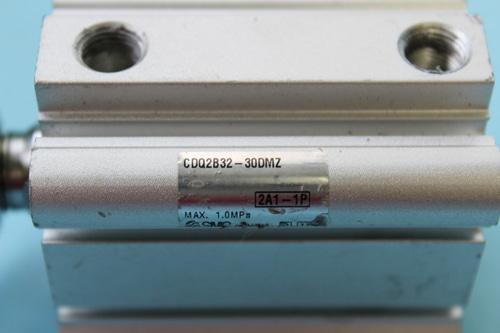 CDQ2B32-30DMZ
2A1-1P
MAX. 1.0MPa
SMC